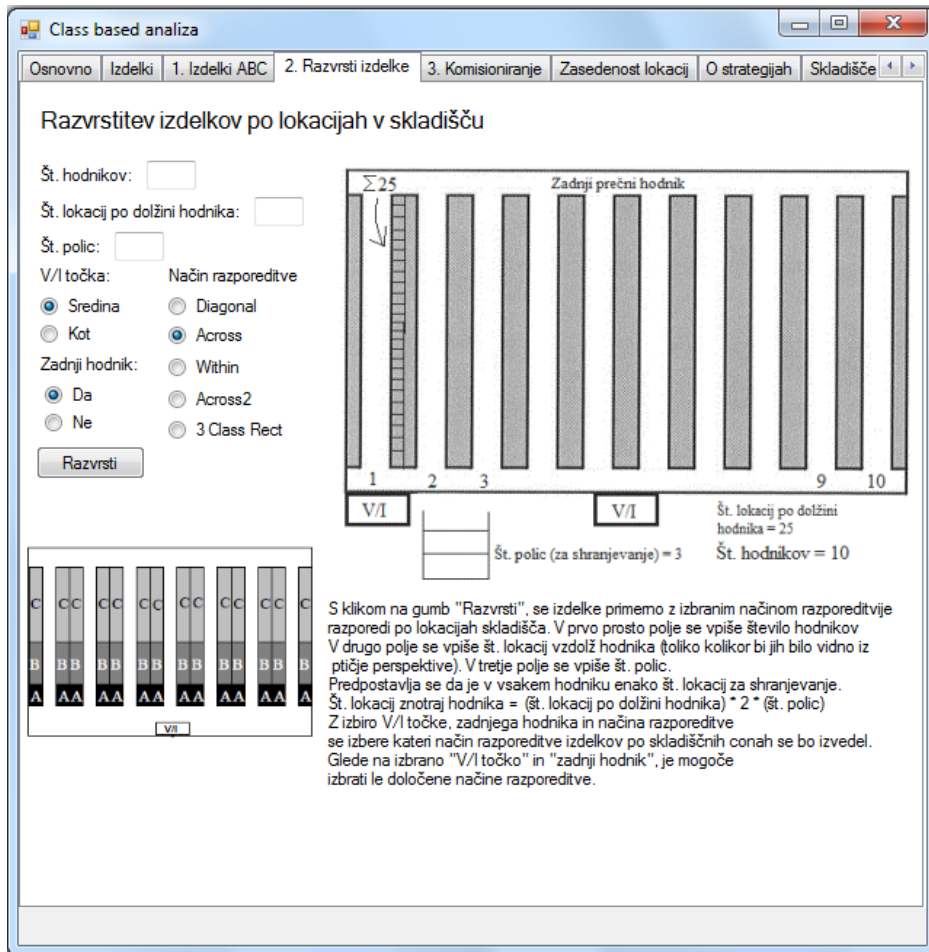 Class based analiza
Osnovno Izdelki 1. Izdelki ABC 2. Razvrsti izdelke 3. Komisioniranje Zasedenost lokacij O strategijah Skladišče
Razvrstitev izdelkov po lokacijah v skladišču
Št. hodnikov:
Št. lokacij po dolžini hodnika:
Št. polic:
V/I točka:
Način razporeditve
Sredina
Diagonal
Kot
Across
Zadnji hodnik:
Within
Da
Across2
Ne
3 Class Rect
Razvrsti
∑25
Zadnji prečni hodnik
1 2 3 9 10
V/I
V/I
Št. lokacij po dolžini
hodnika = 25
Št. polic (za shranjevanje) = 3
Št. hodnikov = 10
C C C C C C C C C C C C C C
B B B B B B B B B B B B B B
A A A A A A A A A A A A A A
V/I
S klikom na gumb "Razvrsti", se izdelke primemo z izbranim načinom razporeditvije
razporedi po lokacijah skladišča. V prvo prosto polje se vpiše število hodnikov
V drugo polje se vpiše št. lokacij vzdolž hodnika (toliko kolikor bi jih bilo vidno iz
ptičje perspektive). V tretje polje se vpiše št. polic.
Predpostavlja se da je v vsakem hodniku enako št. lokacij za shranjevanje.
Št. lokacij znotraj hodnika = (št. lokacij po dolžini hodnika) * 2 * (št. polic)
Z izbiro V/I točke, zadnjega hodnika in načina razporeditve
se izbere kateri način razporeditve izdelkov po skladiščnih conah se bo izvedel.
Glede na izbrano "V/I točko" in "zadnji hodnik", je mogoče
izbrati le določene načine razporeditve.